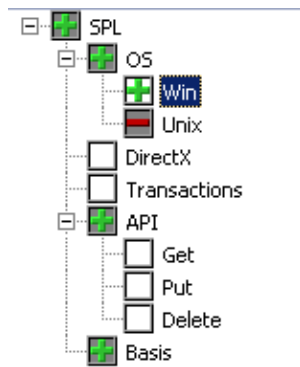 SPL
OS
Win
Unix
DirectX
Transactions
API
Get
Put
Delete
Basis